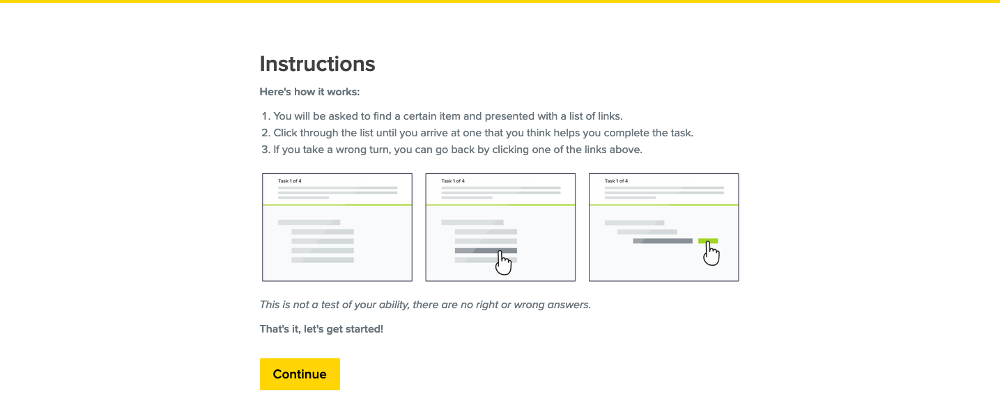 Instructions
Here's how it works:
1. You will be asked to find a certain item and presented with a list of links.
2. Click through the list until you arrive at one that you think helps you complete the task.
3. If you take a wrong turn, you can go back by clicking one of the links above.
Task 1 of 4
Task 1 of 4
Task 1 of 4
This is not a test of your ability, there are no right or wrong answers.
That's it, let's get started!
Continue